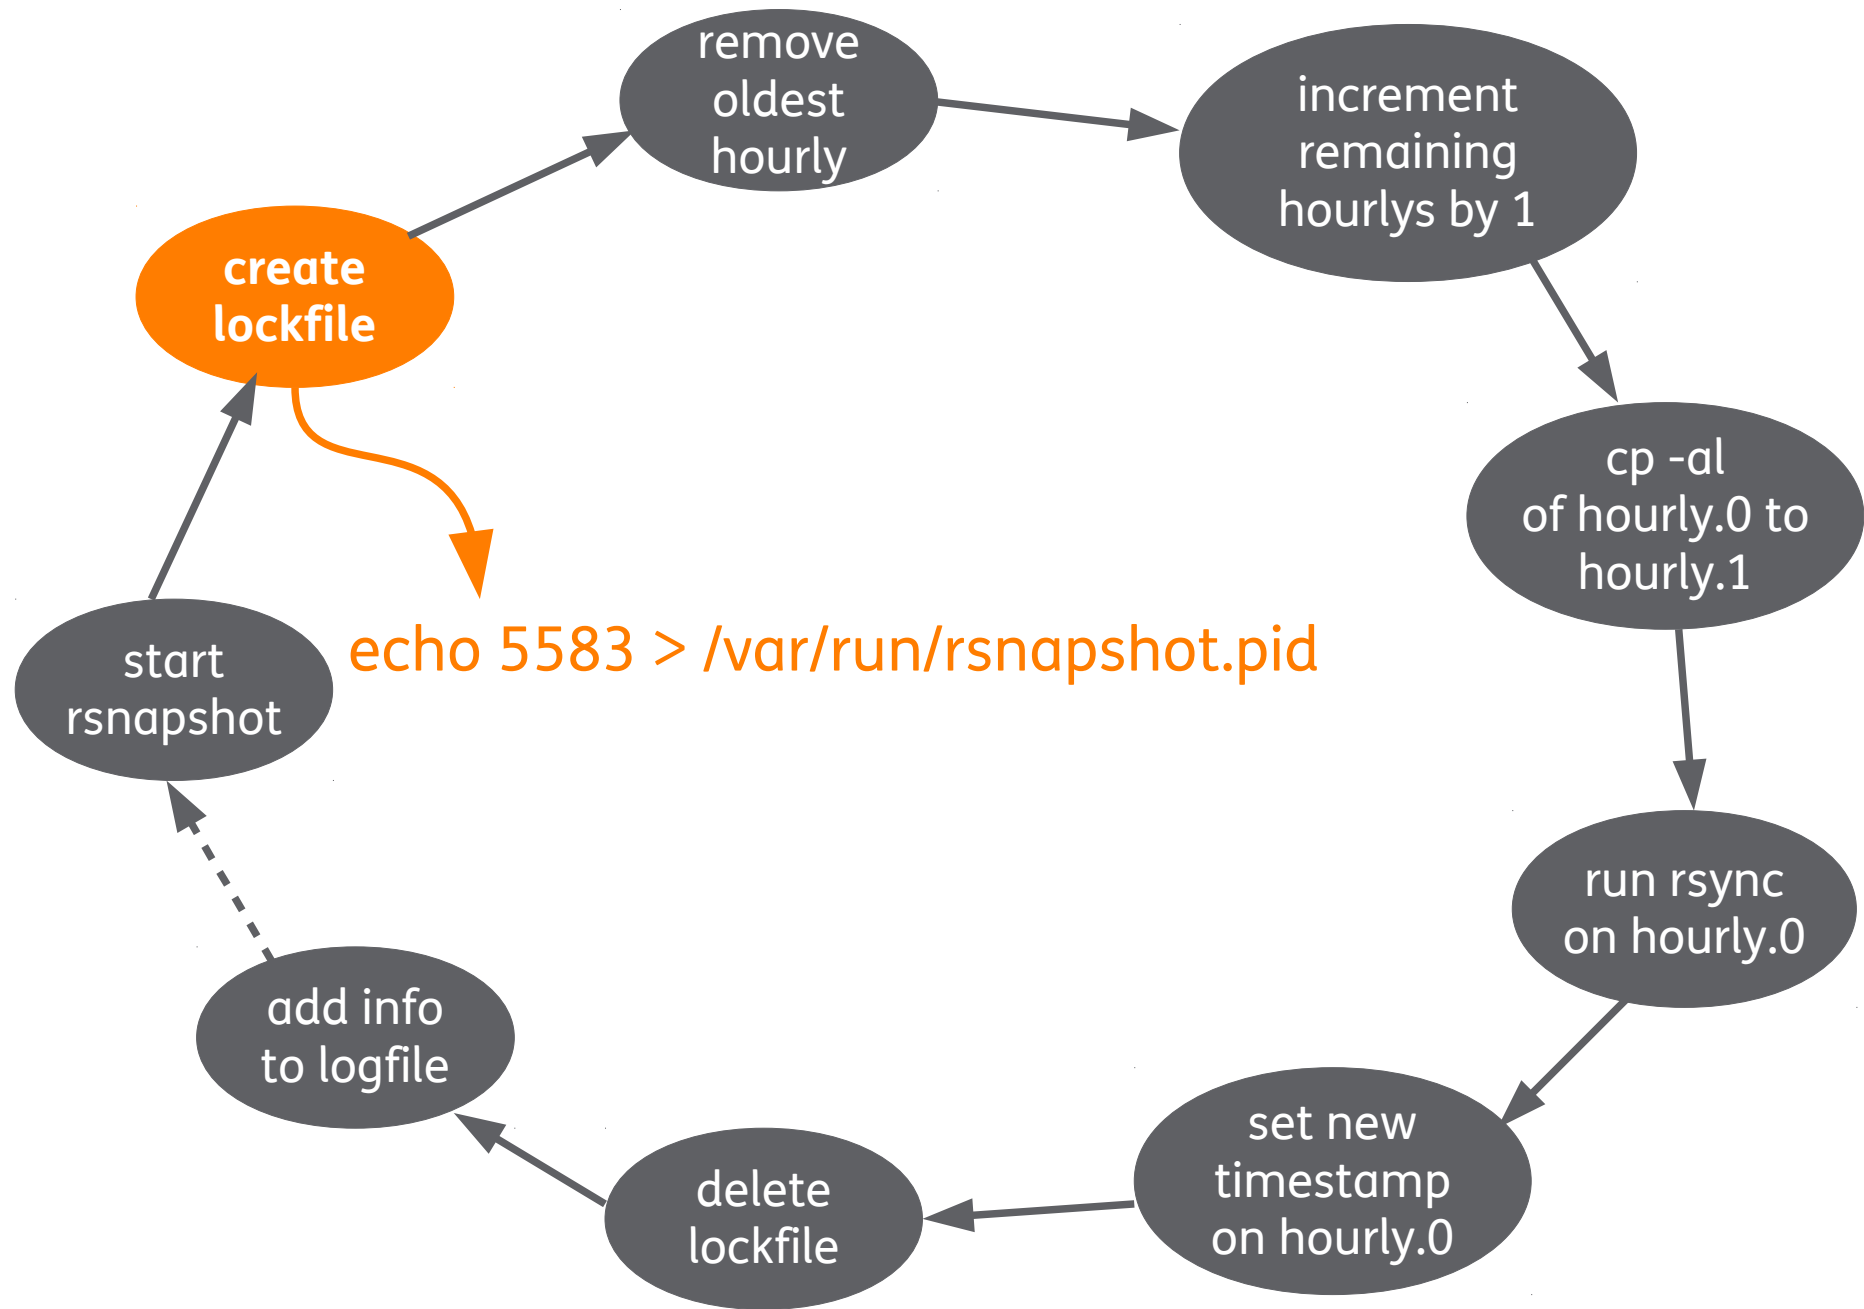 remove
oldest
hourly
increment
remaining
hourlys by 1
create
lockfile
cp -al
of hourly.0 to
hourly.1
echo 5583 > /var/run/rsnapshot.pid
start
rsnapshot
run rsync
on hourly.0
add info
to logfile
set new
timestamp
on hourly.0
delete
lockfile